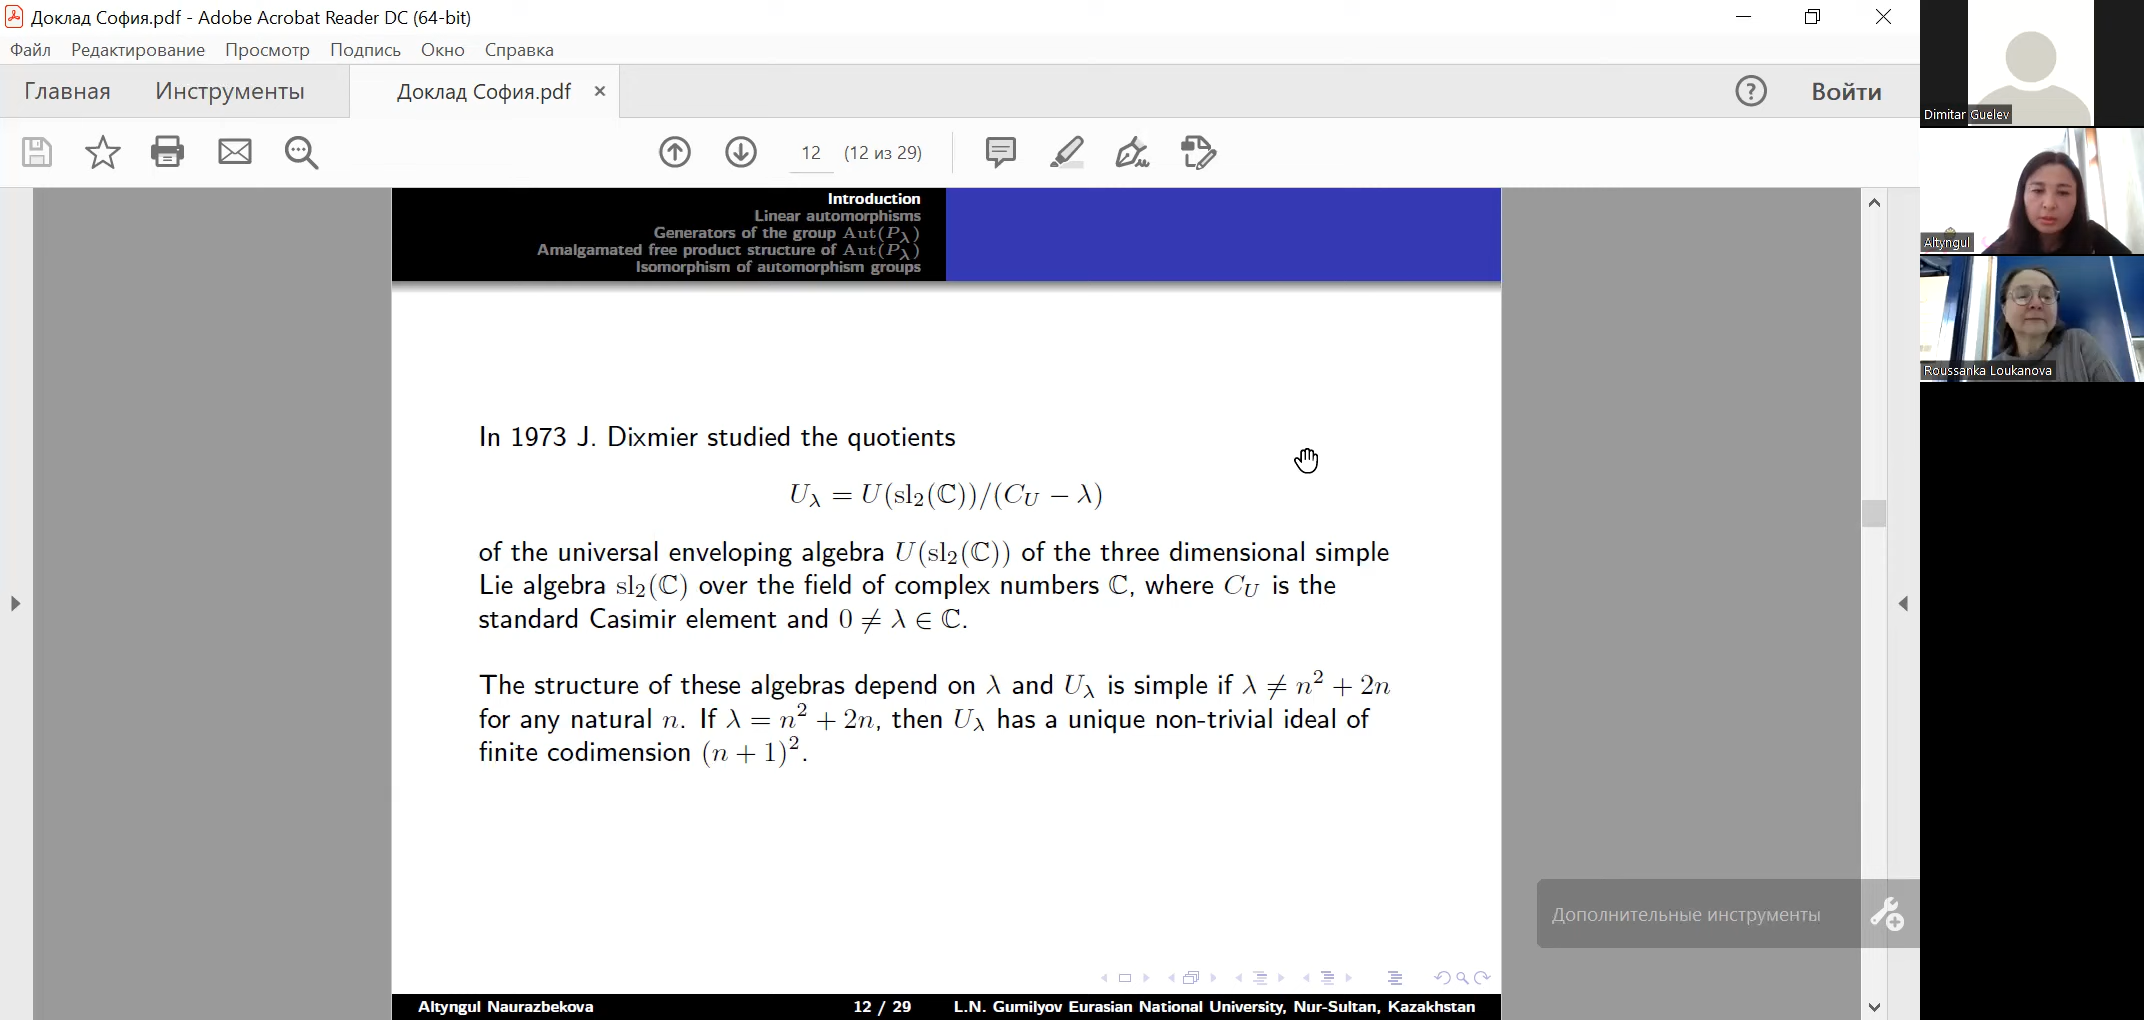 Доклад София.pdf - Adobe Acrobat Reader DC (64-bit)
Файл Редактирование Просмотр Подпись Окно Справка
Главная Инструменты Доклад София.pdf × Войти
12 (12 из 29)
Introduction
Linear automorphisms
Generators of the group Aut(P_λ)
Amalgamated free product structure of Aut(P_λ)
Isomorphism of automorphism groups
In 1973 J. Dixmier studied the quotients
U_λ = U(sl₂(ℂ))/(C_U − λ)
of the universal enveloping algebra U(sl₂(ℂ)) of the three dimensional simple
Lie algebra sl₂(ℂ) over the field of complex numbers ℂ, where C_U is the
standard Casimir element and 0 ≠ λ ∈ ℂ.
The structure of these algebras depend on λ and U_λ is simple if λ ≠ n² + 2n
for any natural n. If λ = n² + 2n, then U_λ has a unique non-trivial ideal of
finite codimension (n + 1)².
Дополнительные инструменты
Altyngul Naurazbekova 12 / 29 L.N. Gumilyov Eurasian National University, Nur-Sultan, Kazakhstan
Dimitar Guelev
Altyngul
Roussanka Loukanova